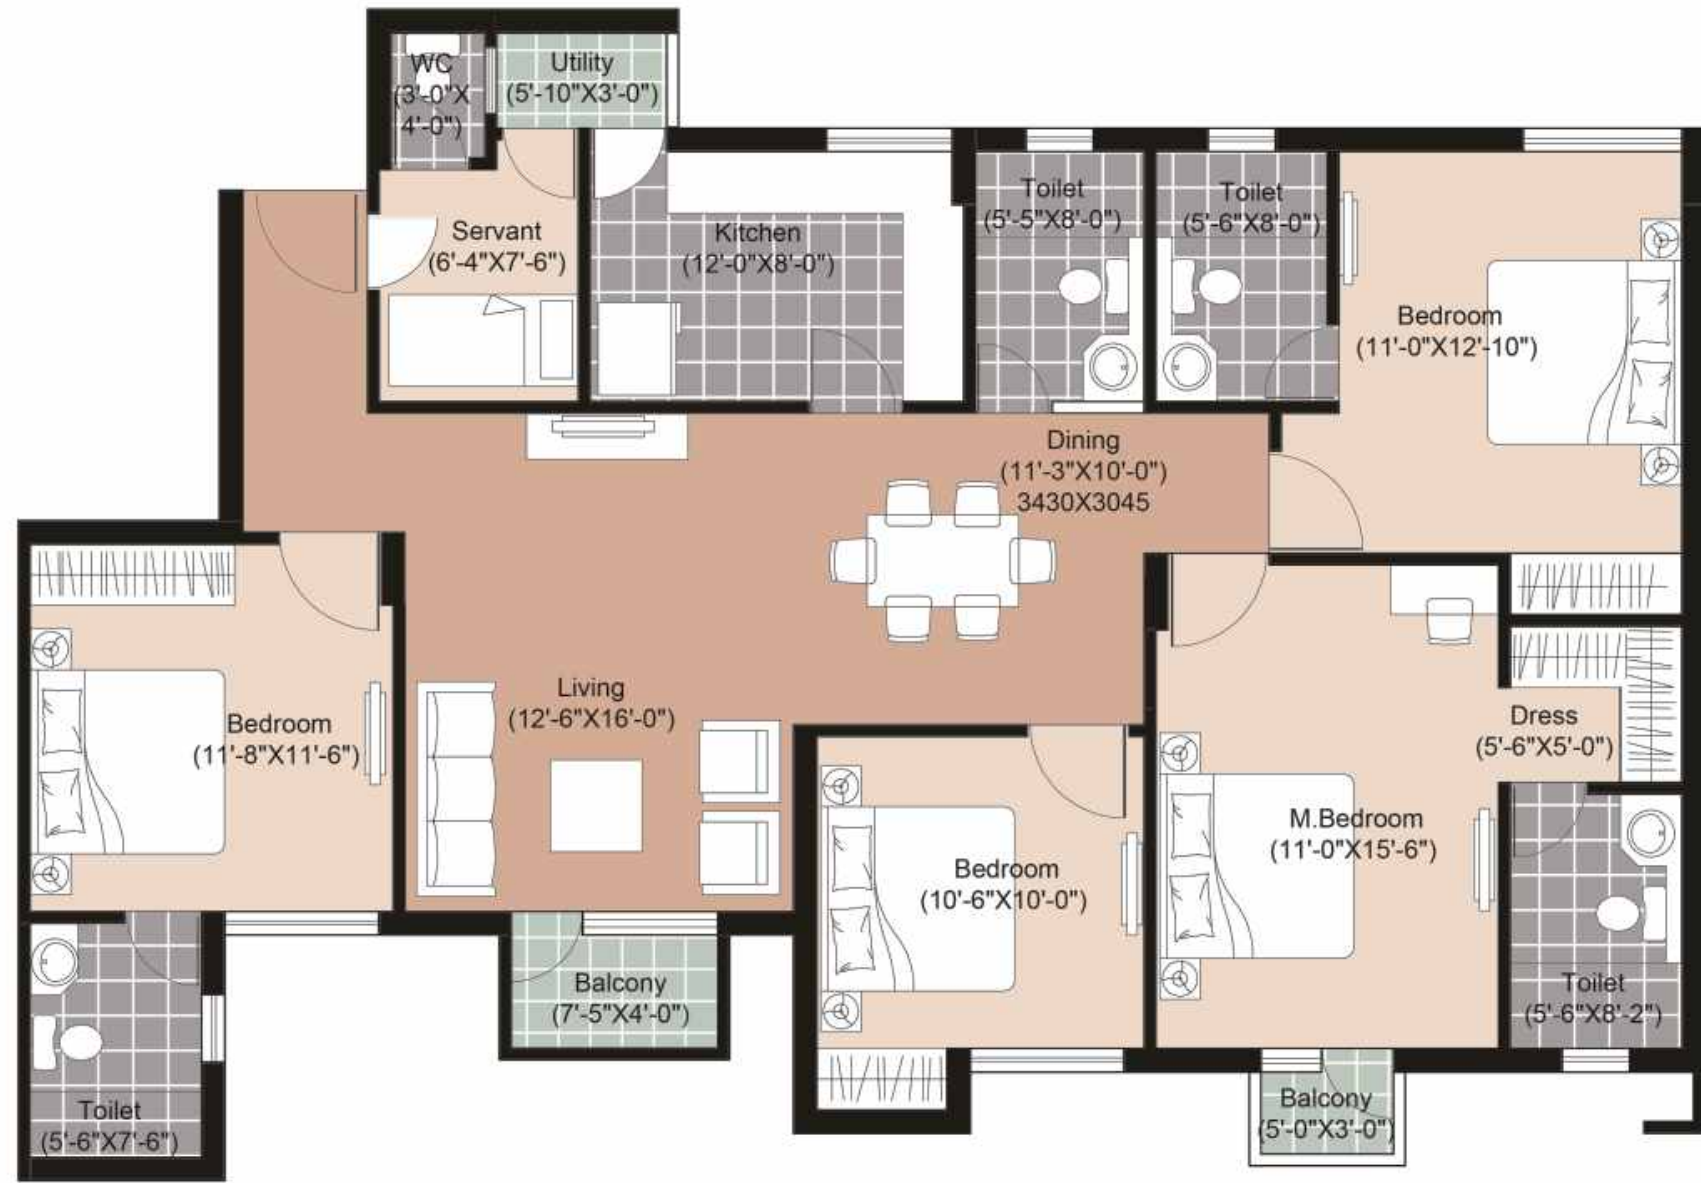 WC
(3'-0"X
4'-0")
Utility
(5'-10"X3'-0")
Servant
(6'-4"X7'-6")
Kitchen
(12'-0"X8'-0")
Toilet
(5'-5"X8'-0")
Toilet
(5'-6"X8'-0")
Bedroom
(11'-0"X12'-10")
Dining
(11'-3"X10'-0")
3430X3045
Living
(12'-6"X16'-0")
Bedroom
(11'-8"X11'-6")
Dress
(5'-6"X5'-0")
M.Bedroom
(11'-0"X15'-6")
Bedroom
(10'-6"X10'-0")
Balcony
(7'-5"X4'-0")
Toilet
(5'-6"X8'-2")
Toilet
(5'-6"X7'-6")
Balcony
(5'-0"X3'-0")